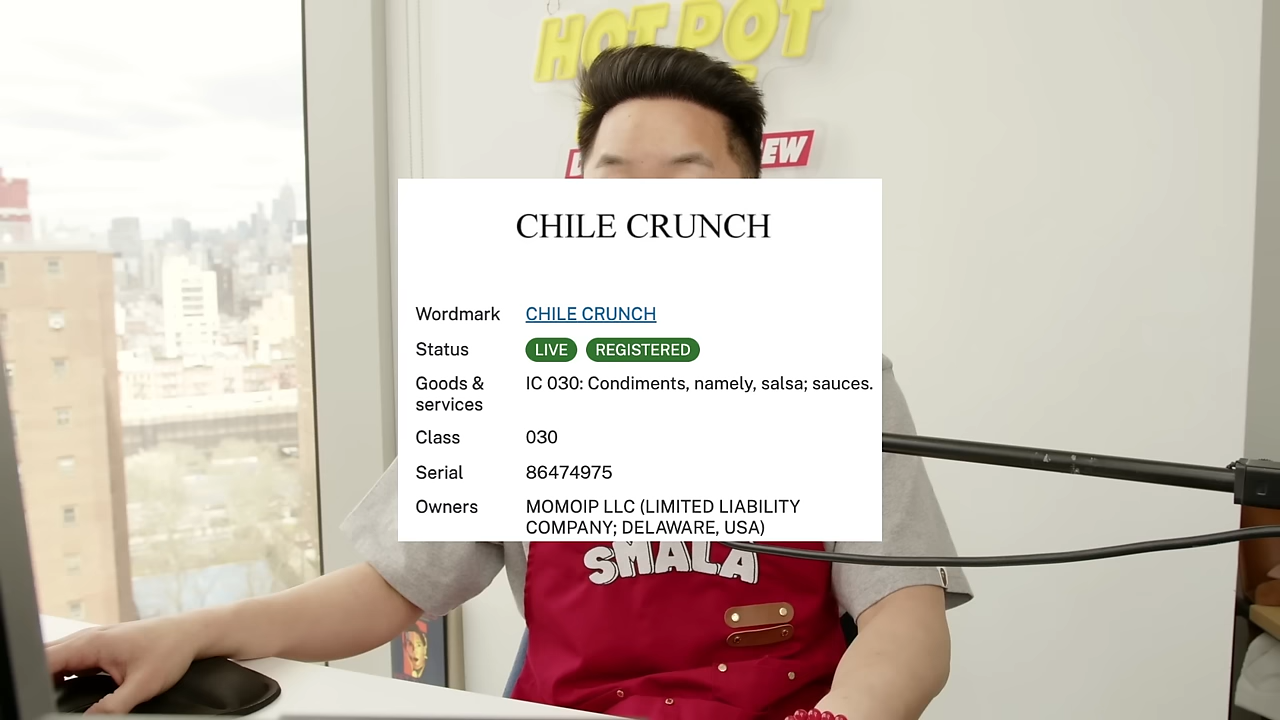 HOT POT
EW
CHILE CRUNCH
Wordmark CHILE CRUNCH
Status LIVE REGISTERED
Goods & services IC 030: Condiments, namely, salsa; sauces.
Class 030
Serial 86474975
Owners MOMOIP LLC (LIMITED LIABILITY
COMPANY; DELAWARE, USA)
SMALA